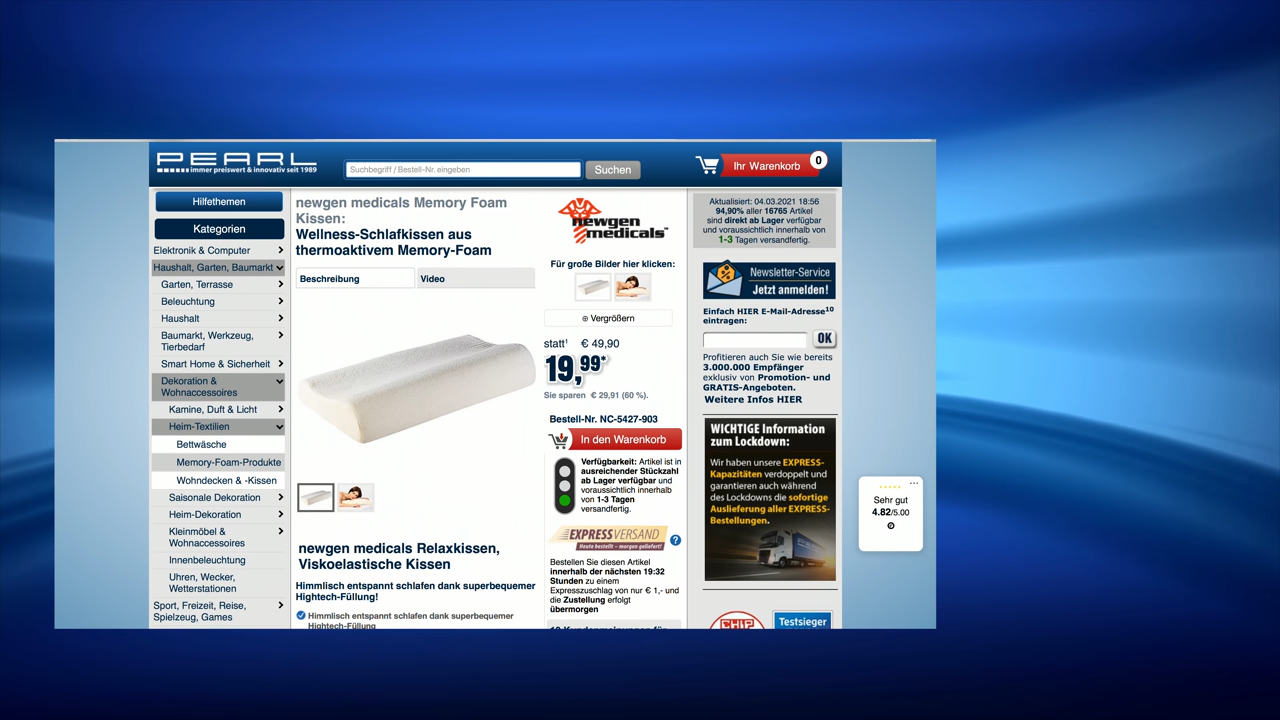 PEARL
immer preiswert & innovativ seit 1989
Suchbegriff / Bestell-Nr. eingeben
Suchen
Ihr Warenkorb
0
Hilfethemen
Kategorien
Elektronik & Computer
Haushalt, Garten, Baumarkt
Garten, Terrasse
Beleuchtung
Haushalt
Baumarkt, Werkzeug,
Tierbedarf
Smart Home & Sicherheit
Dekoration &
Wohnaccessoires
Kamine, Duft & Licht
Heim-Textilien
Bettwäsche
Memory-Foam-Produkte
Wohndecken & -Kissen
Saisonale Dekoration
Heim-Dekoration
Kleinmöbel &
Wohnaccessoires
Innenbeleuchtung
Uhren, Wecker,
Wetterstationen
Sport, Freizeit, Reise,
Spielzeug, Games
newgen medicals Memory Foam
Kissen:
Wellness-Schlafkissen aus
thermoaktivem Memory-Foam
Beschreibung
Video
newgen medicals Relaxkissen,
Viskoelastische Kissen
Himmlisch entspannt schlafen dank superbequemer
Hightech-Füllung!
Himmlisch entspannt schlafen dank superbequemer
Hightech-Füllung
newgen
medicals™
Für große Bilder hier klicken:
Vergrößern
statt¹ € 49,90
19,99*
Sie sparen € 29,91 (60 %).
Bestell-Nr. NC-5427-903
In den Warenkorb
Verfügbarkeit: Artikel ist in
ausreichender Stückzahl
ab Lager verfügbar und
voraussichtlich innerhalb
von 1-3 Tagen
versandfertig.
EXPRESSVERSAND
Heute bestellt – morgen geliefert!
?
Bestellen Sie diesen Artikel
innerhalb der nächsten 19:32
Stunden zu einem
Expresszuschlag von nur € 1,- und
die Zustellung erfolgt
übermorgen
Aktualisiert: 04.03.2021 18:56
94,90% aller 16765 Artikel
sind direkt ab Lager verfügbar
und voraussichtlich innerhalb von
1-3 Tagen versandfertig.
%
Newsletter-Service
Jetzt anmelden!
Einfach HIER E-Mail-Adresse¹⁰
eintragen:
OK
Profitieren auch Sie wie bereits
3.000.000 Empfänger
exklusiv von Promotion- und
GRATIS-Angeboten.
Weitere Infos HIER
WICHTIGE Information
zum Lockdown:
Wir haben unsere EXPRESS-
Kapazitäten verdoppelt und
garantieren auch während
des Lockdowns die sofortige
Auslieferung aller EXPRESS-
Bestellungen.
CHIP
Testsieger
Sehr gut
4.82/5.00